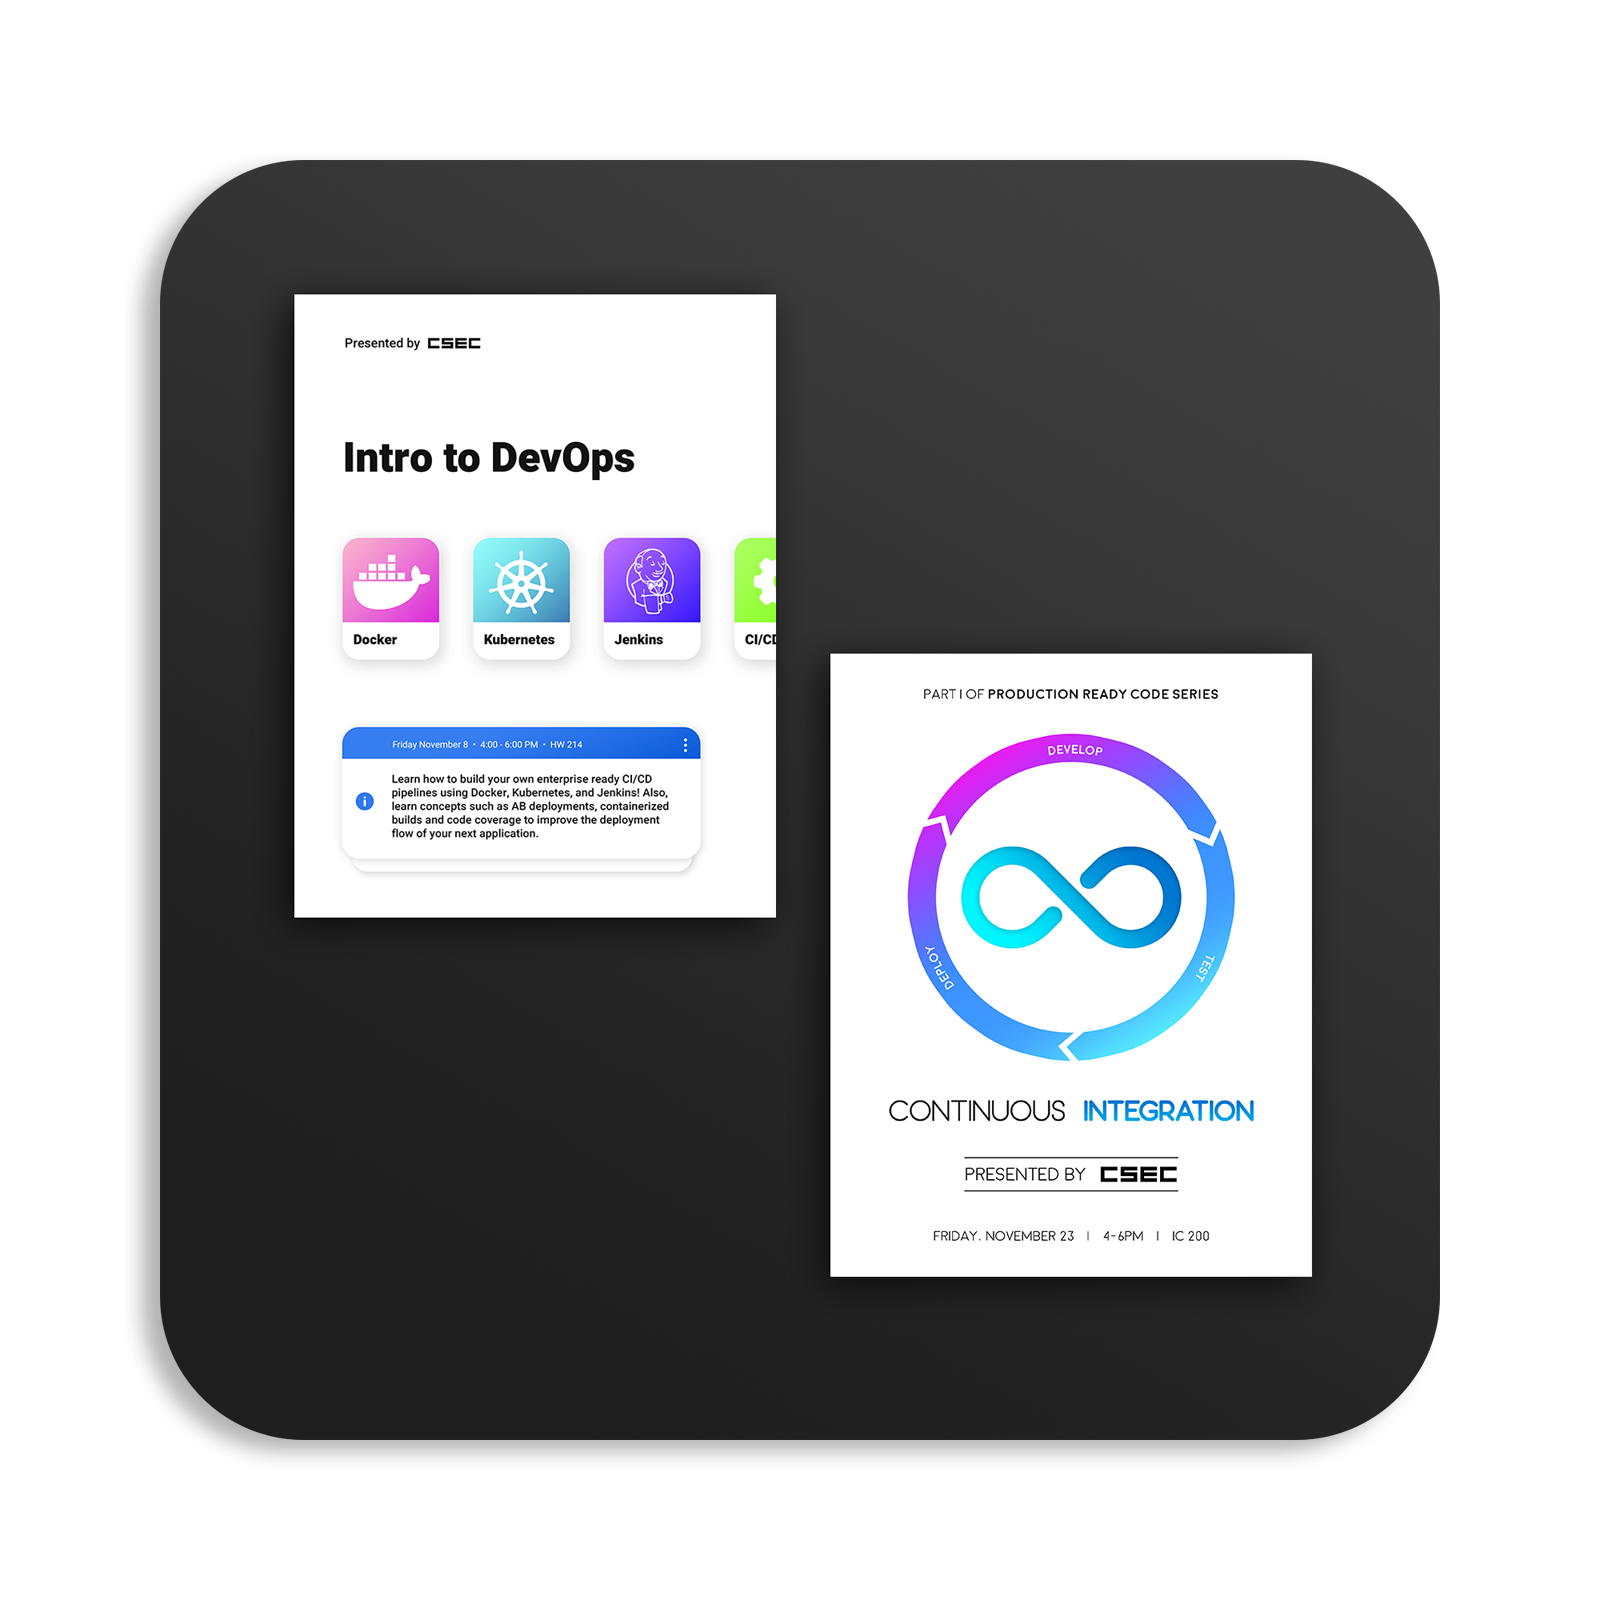 Presented by CSEC
Intro to DevOps
Docker
Kubernetes
Jenkins
CI/CD
Friday November 8 • 4:00 - 6:00 PM • HW 214
Learn how to build your own enterprise ready CI/CD
pipelines using Docker, Kubernetes, and Jenkins! Also,
learn concepts such as AB deployments, containerized
builds and code coverage to improve the deployment
flow of your next application.
PART I OF PRODUCTION READY CODE SERIES
DEVELOP
TEST
DEPLOY
CONTINUOUS INTEGRATION
PRESENTED BY CSEC
FRIDAY. NOVEMBER 23 | 4-6PM | IC 200